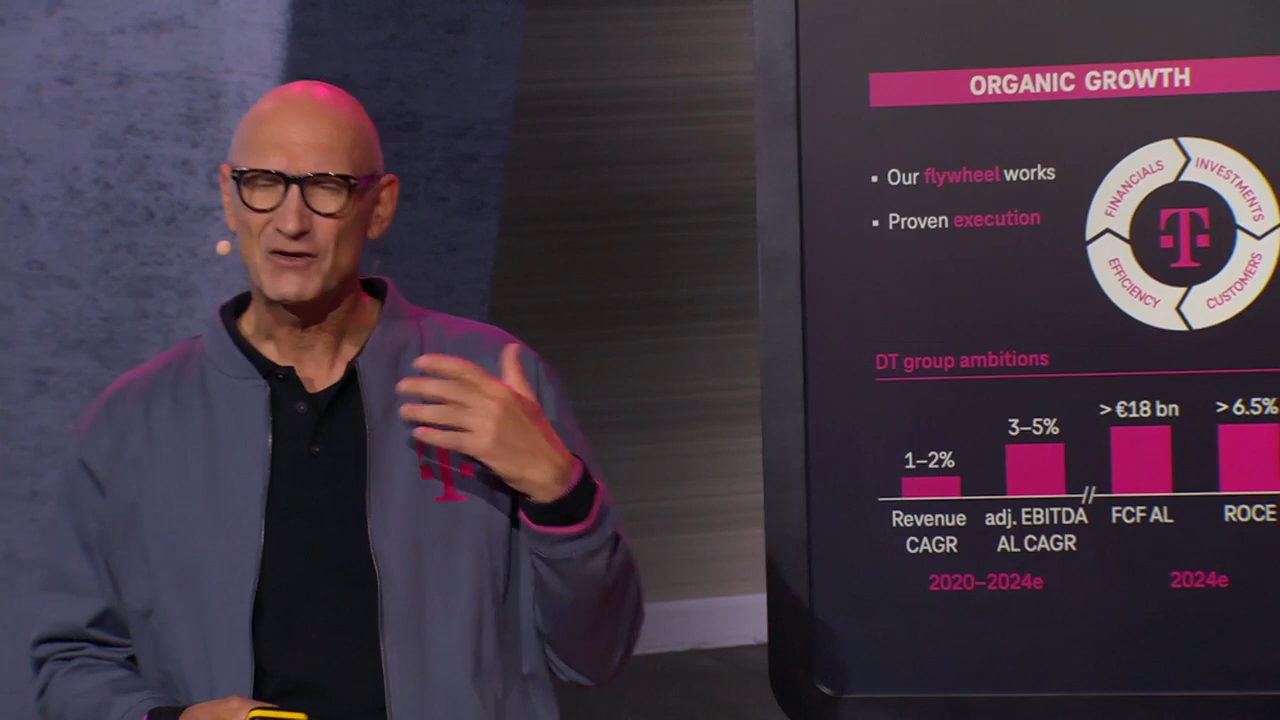 ORGANIC GROWTH
▪ Our flywheel works
▪ Proven execution
FINANCIALS
INVESTMENTS
EFFICIENCY
CUSTOMERS
T
DT group ambitions
1–2%
3–5%
> €18 bn
> 6.5%
Revenue
CAGR
adj. EBITDA
AL CAGR
FCF AL
ROCE
2020–2024e
2024e
T